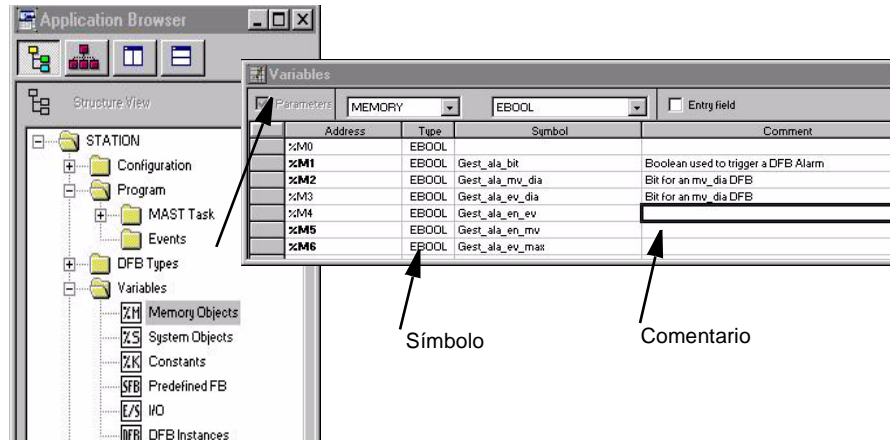 Application Browser
Structure View
STATION
Configuration
Program
MAST Task
Events
DFB Types
Variables
%M Memory Objects
%S System Objects
%K Constants
SFB Predefined FB
E/S I/O
DFB DFB Instances
Variables
Parameters MEMORY EBOOL Entry field
Address Type Symbol Comment
%M0 EBOOL
%M1 EBOOL Gest_ala_bit Boolean used to trigger a DFB Alarm
%M2 EBOOL Gest_ala_mv_dia Bit for an mv_dia DFB
%M3 EBOOL Gest_ala_ev_dia Bit for an mv_dia DFB
%M4 EBOOL Gest_ala_en_ev
%M5 EBOOL Gest_ala_en_mv
%M6 EBOOL Gest_ala_ev_max
Símbolo
Comentario